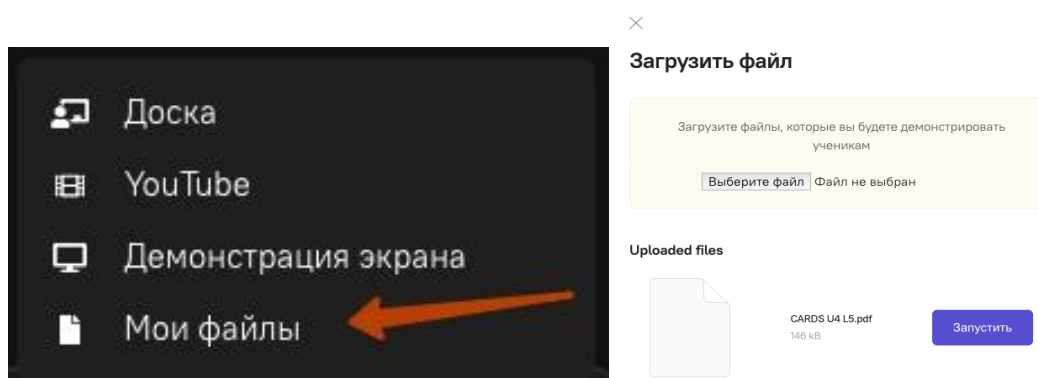 Доска
YouTube
Демонстрация экрана
Мои файлы
Загрузить файл
Загрузите файлы, которые вы будете демонстрировать
ученикам
Выберите файл Файл не выбран
Uploaded files
CARDS U4 L5.pdf
146 kB
Запустить